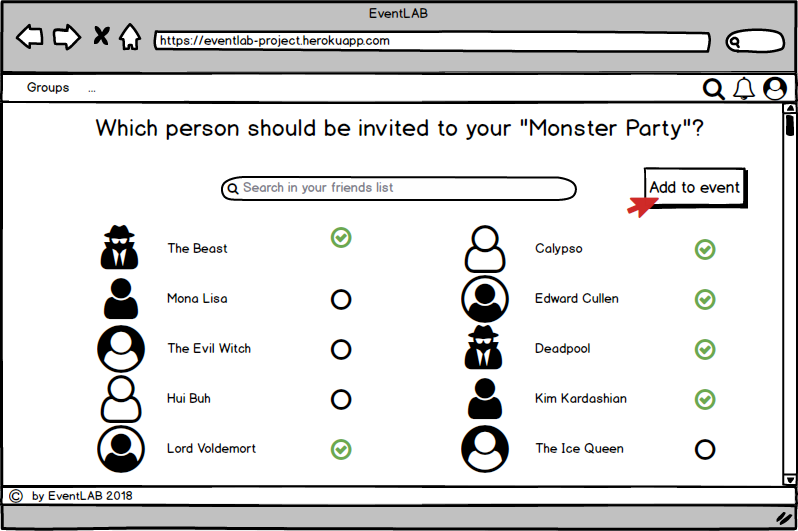 EventLAB
https://eventlab-project.herokuapp.com
Groups ...
Which person should be invited to your "Monster Party"?
Search in your friends list
Add to event
The Beast
Calypso
Mona Lisa
Edward Cullen
The Evil Witch
Deadpool
Hui Buh
Kim Kardashian
Lord Voldemort
The Ice Queen
© by EventLAB 2018